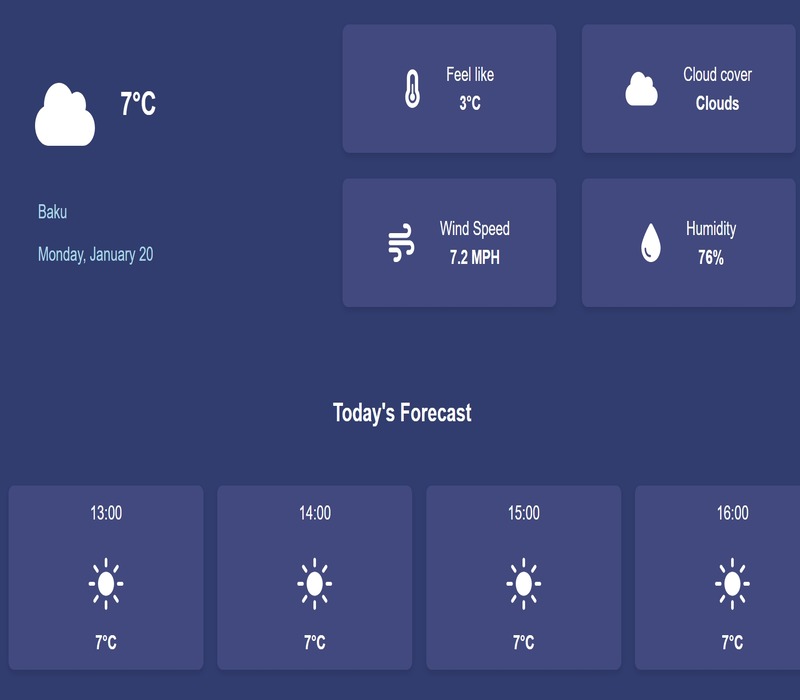 7°C
Baku
Monday, January 20
Feel like
3°C
Cloud cover
Clouds
Wind Speed
7.2 MPH
Humidity
76%
Today's Forecast
13:00
7°C
14:00
7°C
15:00
7°C
16:00
7°C